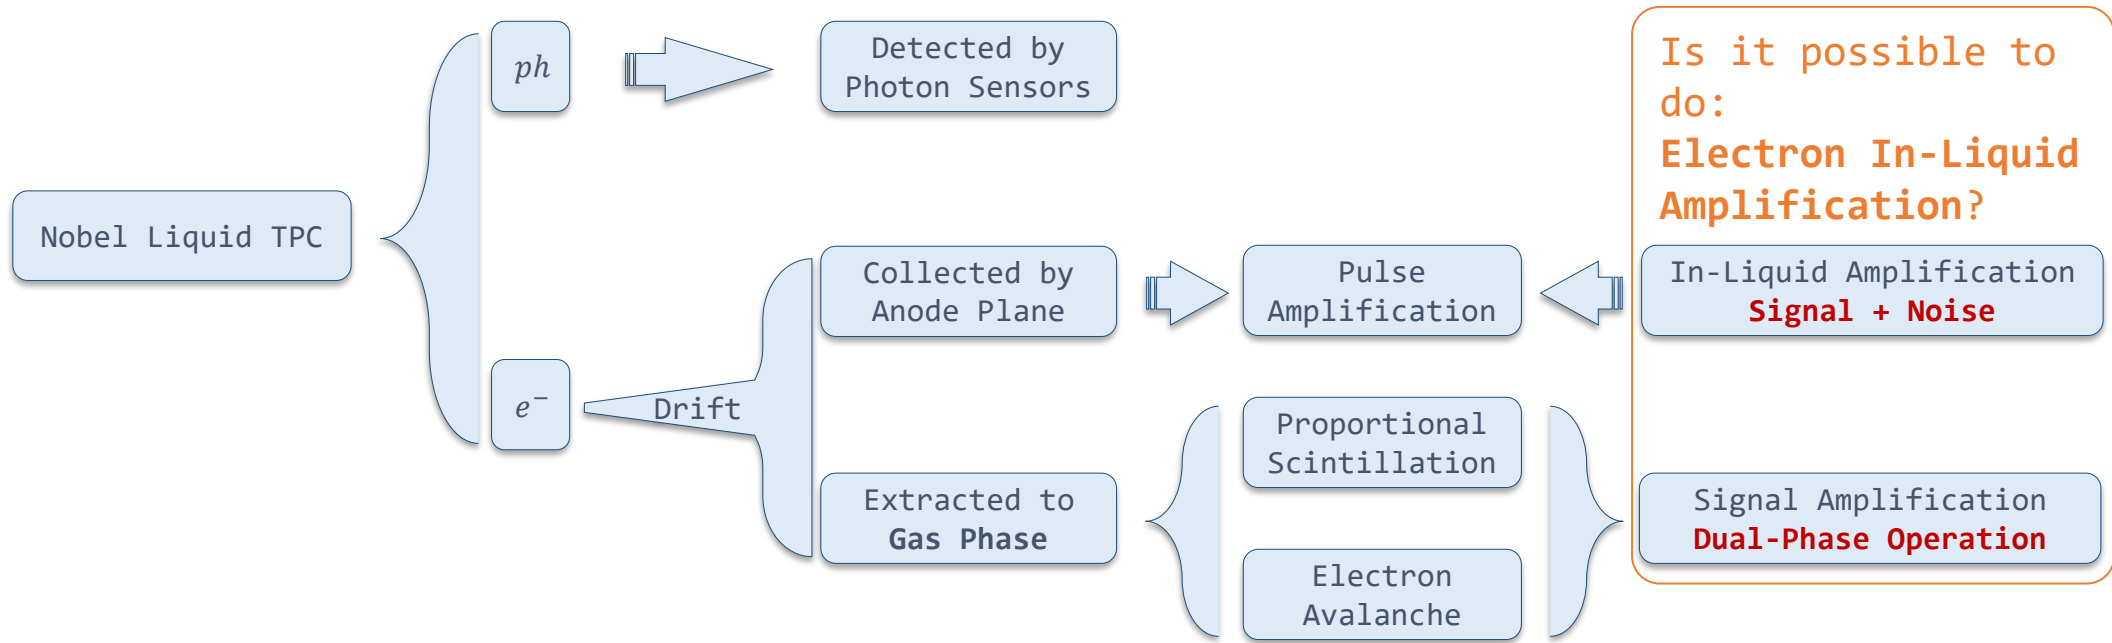 Nobel Liquid TPC
ph
Detected by
Photon Sensors
e⁻
Drift
Collected by
Anode Plane
Pulse
Amplification
Extracted to
Gas Phase
Proportional
Scintillation
Electron
Avalanche
Is it possible to
do:
Electron In-Liquid
Amplification?
In-Liquid Amplification
Signal + Noise
Signal Amplification
Dual-Phase Operation